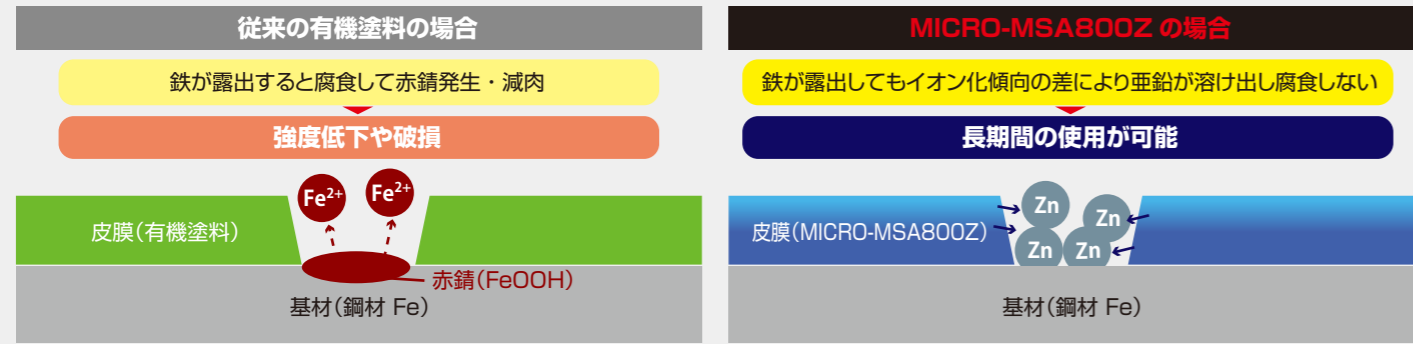 従来の有機塗料の場合
鉄が露出すると腐食して赤錆発生・減肉
強度低下や破損
Fe²⁺
Fe²⁺
皮膜(有機塗料)
赤錆(FeOOH)
基材(鋼材 Fe)
MICRO-MSA800Z の場合
鉄が露出してもイオン化傾向の差により亜鉛が溶け出し腐食しない
長期間の使用が可能
Zn
Zn
皮膜(MICRO-MSA800Z)
Zn
Zn
基材(鋼材 Fe)